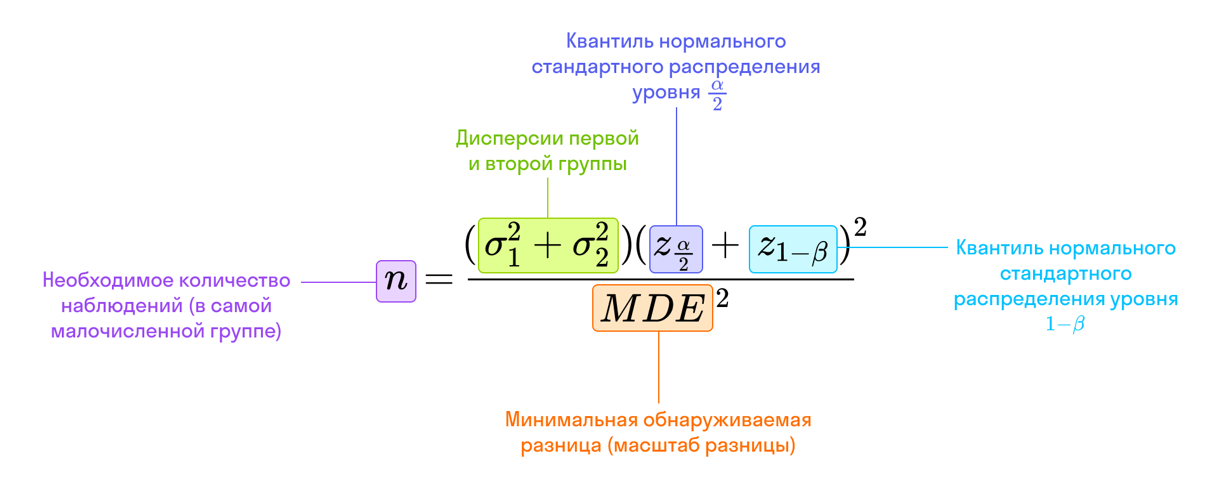 Квантиль нормального
стандартного распределения
уровня α/2
Дисперсии первой
и второй группы
n = (σ₁² + σ₂²)(z_{α/2} + z_{1−β})² / MDE²
Необходимое количество
наблюдений (в самой
малочисленной группе)
Квантиль нормального
стандартного
распределения уровня
1−β
Минимальная обнаруживаемая
разница (масштаб разницы)